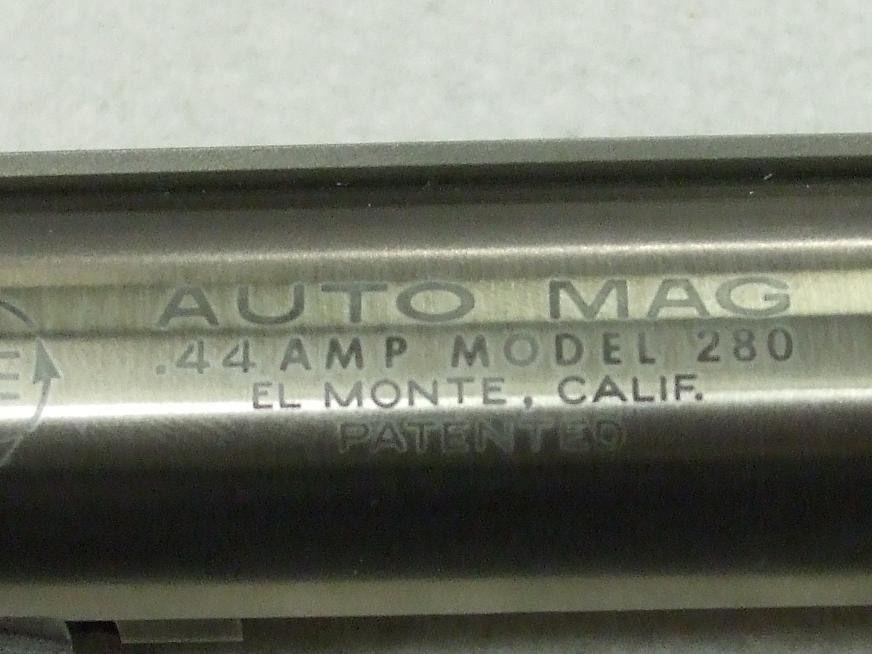 AUTO MAG
.44 AMP MODEL 280
EL MONTE, CALIF.
PATENTED